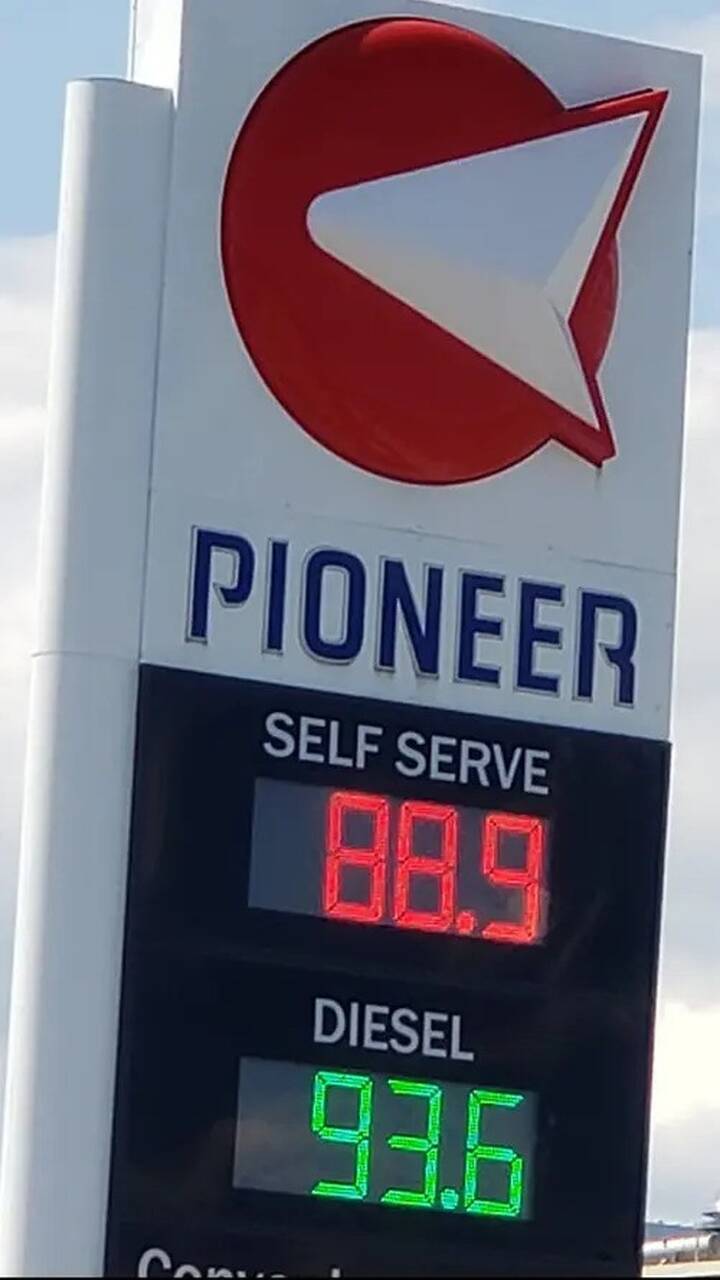 PIONEER
SELF SERVE
88.9
DIESEL
93.6